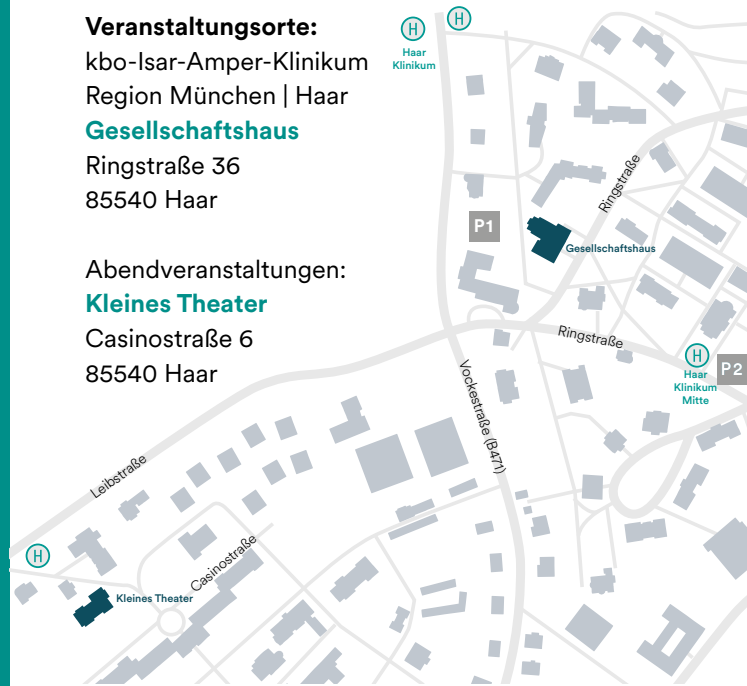 Veranstaltungsorte:
kbo-Isar-Amper-Klinikum
Region München | Haar
Gesellschaftshaus
Ringstraße 36
85540 Haar
Abendveranstaltungen:
Kleines Theater
Casinostraße 6
85540 Haar
H
H
Haar
Klinikum
Ringstraße
P1
Gesellschaftshaus
Ringstraße
H
Haar
Klinikum
Mitte
P2
Vockestraße (B471)
Leibstraße
H
Casinostraße
Kleines Theater